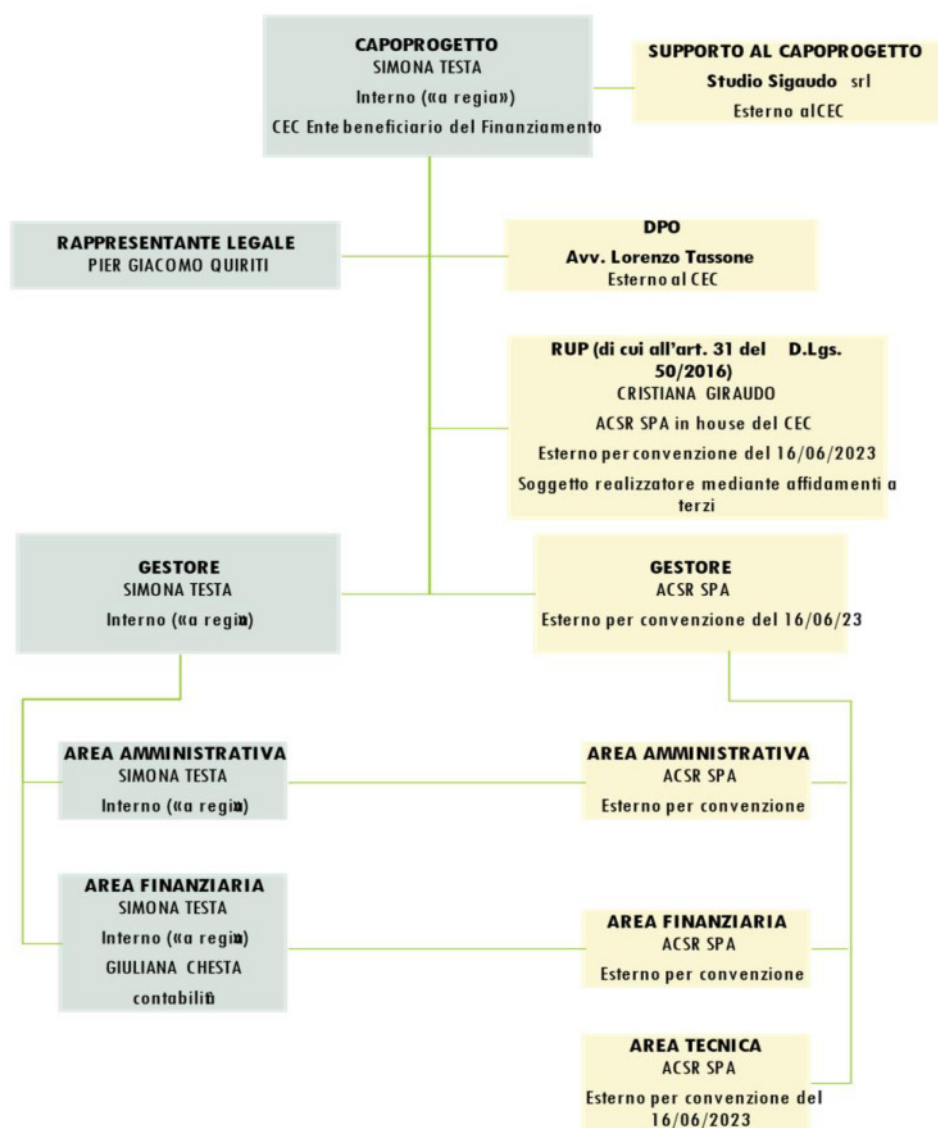 CAPOPROGETTO
SIMONA TESTA
Interno («a regia»)
CEC Ente beneficiario del Finanziamento
SUPPORTO AL CAPOPROGETTO
Studio Sigaudo srl
Esterno al CEC
RAPPRESENTANTE LEGALE
PIER GIACOMO QUIRITI
DPO
Avv. Lorenzo Tassone
Esterno al CEC
RUP (di cui all'art. 31 del D.Lgs.
50/2016)
CRISTIANA GIRAUDO
ACSR SPA in house del CEC
Esterno per convenzione del 16/06/2023
Soggetto realizzatore mediante affidamenti a
terzi
GESTORE
SIMONA TESTA
Interno («a regia»)
GESTORE
ACSR SPA
Esterno per convenzione del 16/06/23
AREA AMMINISTRATIVA
SIMONA TESTA
Interno («a regia»)
AREA AMMINISTRATIVA
ACSR SPA
Esterno per convenzione
AREA FINANZIARIA
SIMONA TESTA
Interno («a regia»)
GIULIANA CHESTA
contabilità
AREA FINANZIARIA
ACSR SPA
Esterno per convenzione
AREA TECNICA
ACSR SPA
Esterno per convenzione del
16/06/2023